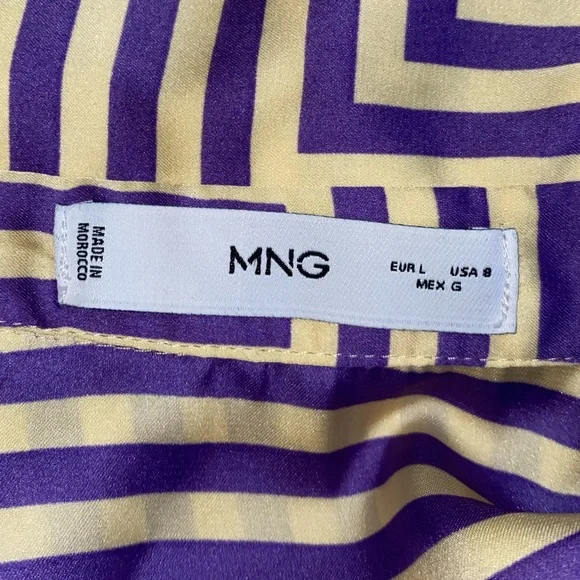 MADE IN
MOROCCO
MNG
EUR L USA 8
MEX G